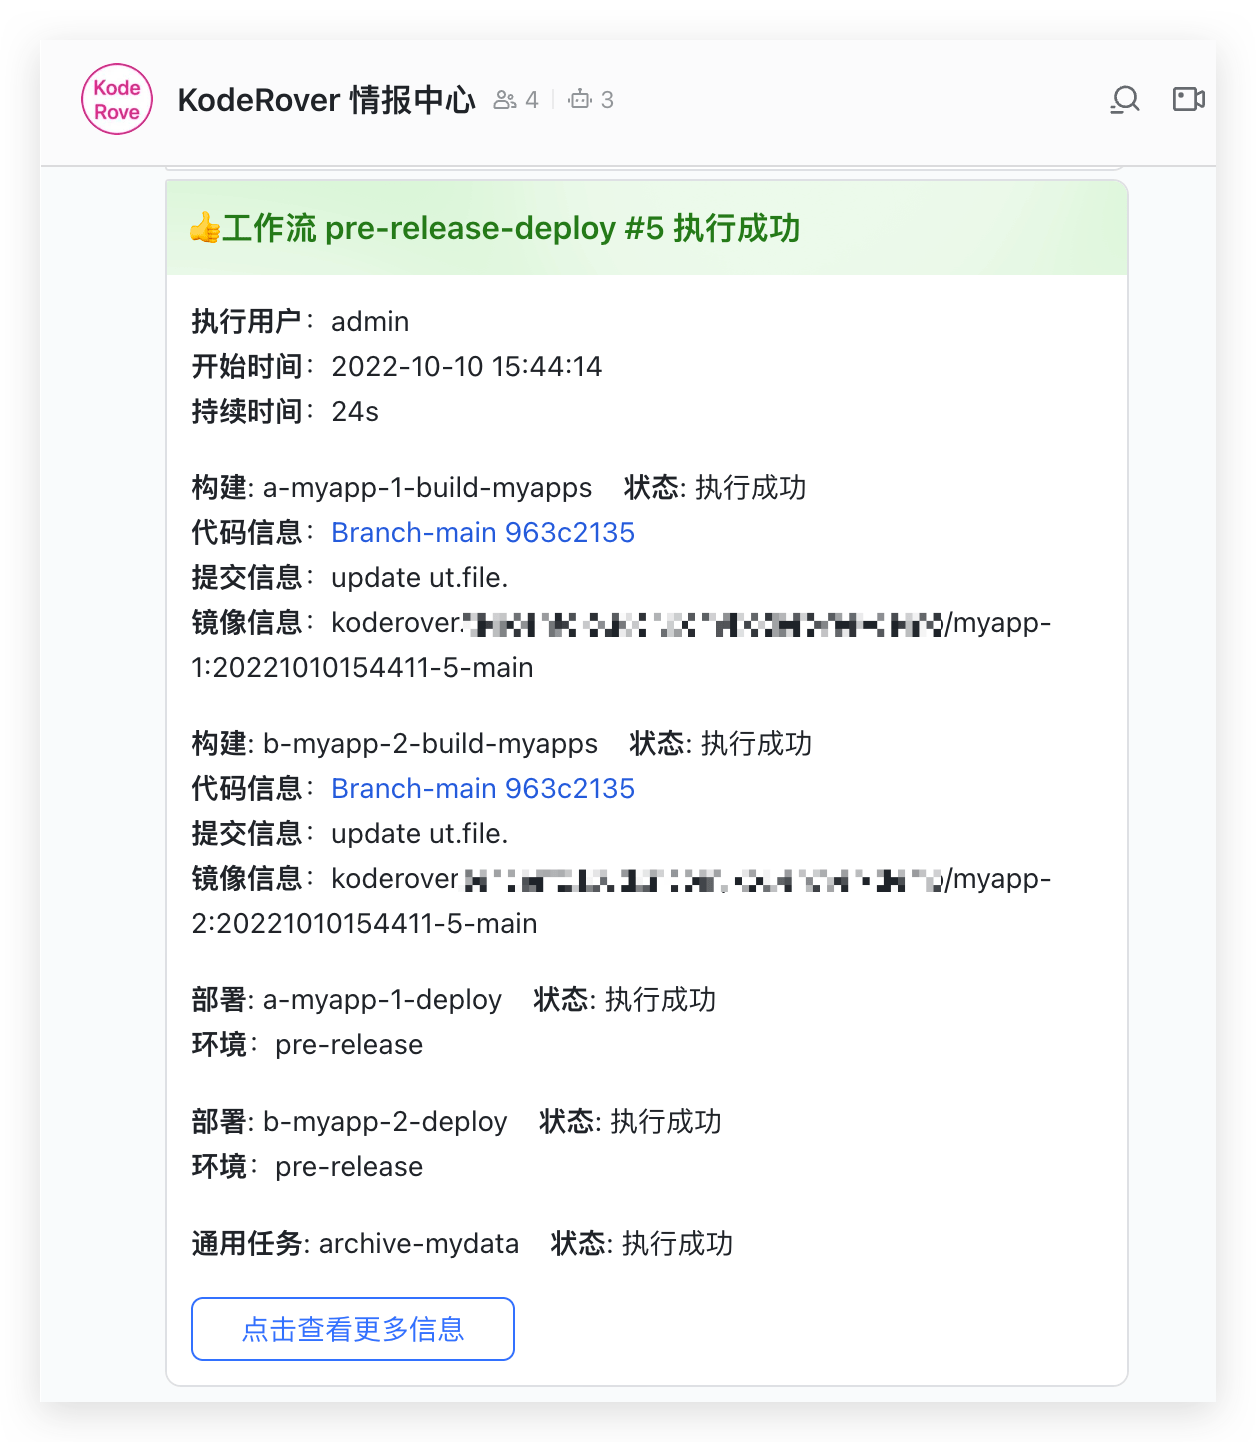 Kode
Rove
KodeRover 情报中心 4 3
👍工作流 pre-release-deploy #5 执行成功
执行用户： admin
开始时间： 2022-10-10 15:44:14
持续时间： 24s
构建: a-myapp-1-build-myapps 状态: 执行成功
代码信息： Branch-main 963c2135
提交信息： update ut.file.
镜像信息： koderover. /myapp-
1:20221010154411-5-main
构建: b-myapp-2-build-myapps 状态: 执行成功
代码信息： Branch-main 963c2135
提交信息： update ut.file.
镜像信息： koderover /myapp-
2:20221010154411-5-main
部署: a-myapp-1-deploy 状态: 执行成功
环境： pre-release
部署: b-myapp-2-deploy 状态: 执行成功
环境： pre-release
通用任务: archive-mydata 状态: 执行成功
点击查看更多信息